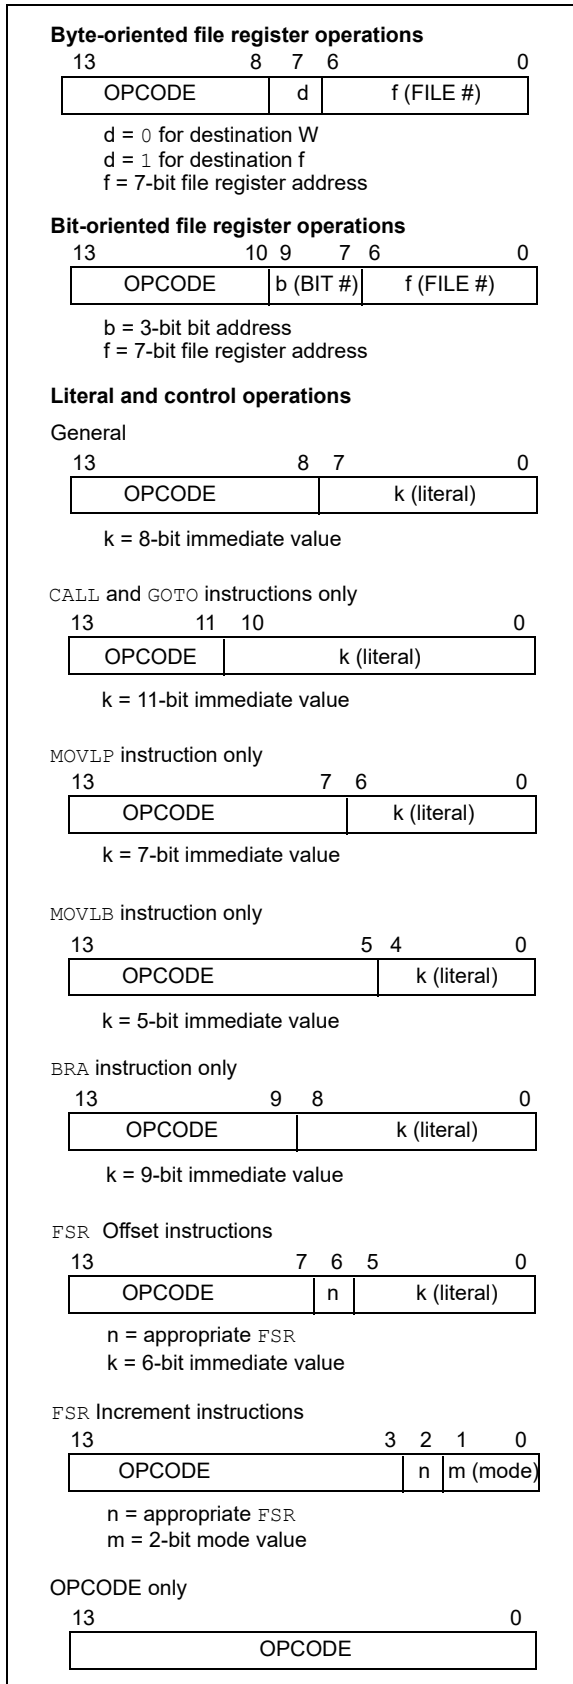 Byte-oriented file register operations
13 8 7 6 0
OPCODE d f (FILE #)
d = 0 for destination W
d = 1 for destination f
f = 7-bit file register address
Bit-oriented file register operations
13 10 9 7 6 0
OPCODE b (BIT #) f (FILE #)
b = 3-bit bit address
f = 7-bit file register address
Literal and control operations
General
13 8 7 0
OPCODE k (literal)
k = 8-bit immediate value
CALL and GOTO instructions only
13 11 10 0
OPCODE k (literal)
k = 11-bit immediate value
MOVLP instruction only
13 7 6 0
OPCODE k (literal)
k = 7-bit immediate value
MOVLB instruction only
13 5 4 0
OPCODE k (literal)
k = 5-bit immediate value
BRA instruction only
13 9 8 0
OPCODE k (literal)
k = 9-bit immediate value
FSR Offset instructions
13 7 6 5 0
OPCODE n k (literal)
n = appropriate FSR
k = 6-bit immediate value
FSR Increment instructions
13 3 2 1 0
OPCODE n m (mode)
n = appropriate FSR
m = 2-bit mode value
OPCODE only
13 0
OPCODE